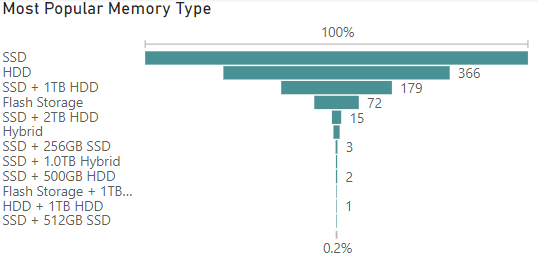 Most Popular Memory Type
100%
SSD
HDD 366
SSD + 1TB HDD 179
Flash Storage 72
SSD + 2TB HDD 15
Hybrid
SSD + 256GB SSD 3
SSD + 1.0TB Hybrid
SSD + 500GB HDD 2
Flash Storage + 1TB...
HDD + 1TB HDD 1
SSD + 512GB SSD
0.2%